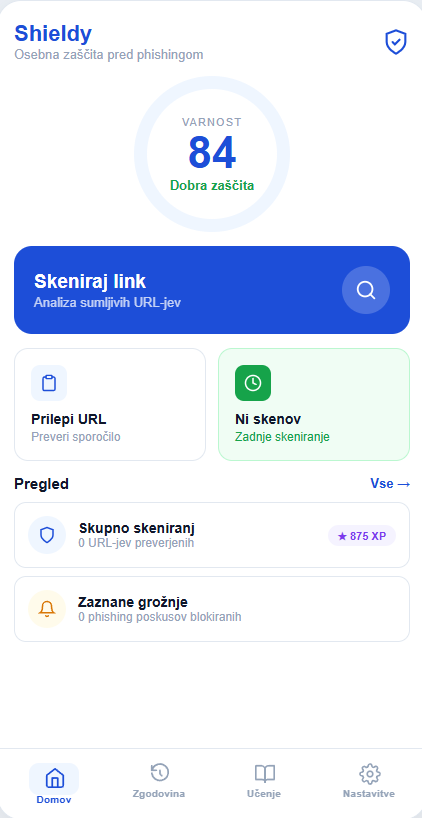 Shieldy
Osebna zaščita pred phishingom
VARNOST
84
Dobra zaščita
Skeniraj link
Analiza sumljivih URL-jev
Prilepi URL
Preveri sporočilo
Ni skenov
Zadnje skeniranje
Pregled
Vse →
Skupno skeniranj
0 URL-jev preverjenih
★ 875 XP
Zaznane grožnje
0 phishing poskusov blokiranih
Domov
Zgodovina
Učenje
Nastavitve